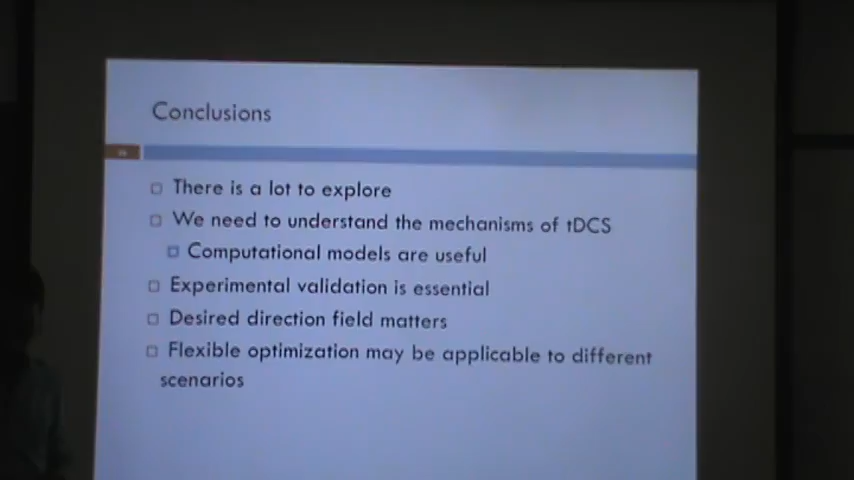 Conclusions
There is a lot to explore
We need to understand the mechanisms of tDCS
Computational models are useful
Experimental validation is essential
Desired direction field matters
Flexible optimization may be applicable to different
scenarios